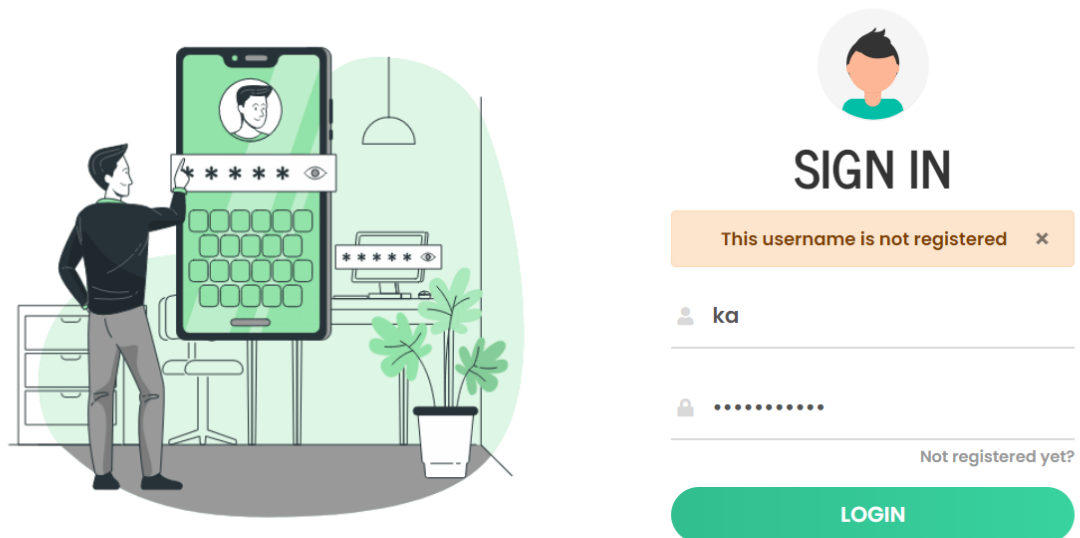 * * * * *
* * * * *
SIGN IN
This username is not registered ×
ka
•••••••••••
Not registered yet?
LOGIN